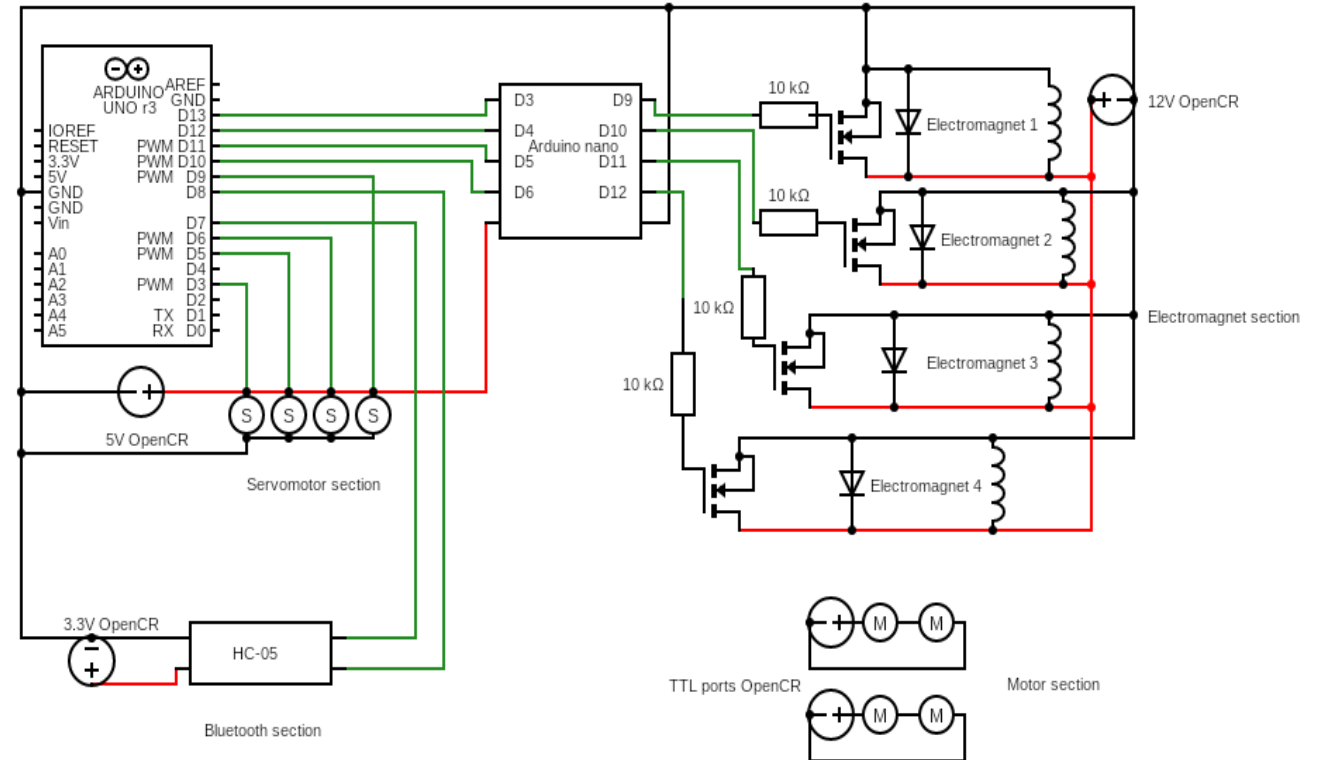 ARDUINO
UNO r3
AREF
GND
D13
D12
IOREF
RESET
3.3V
5V
GND
GND
Vin
A0
A1
A2
A3
A4
A5
PWM D11
PWM D10
PWM D9
D8
D7
PWM D6
PWM D5
D4
PWM D3
D2
TX D1
RX D0
D3 D9
D4 D10
Arduino nano
D5 D11
D6 D12
10 kΩ
Electromagnet 1
12V OpenCR
10 kΩ
Electromagnet 2
10 kΩ
Electromagnet section
Electromagnet 3
10 kΩ
Electromagnet 4
S S S S
5V OpenCR
Servomotor section
3.3V OpenCR
HC-05
Bluetooth section
M M
TTL ports OpenCR
Motor section
M M